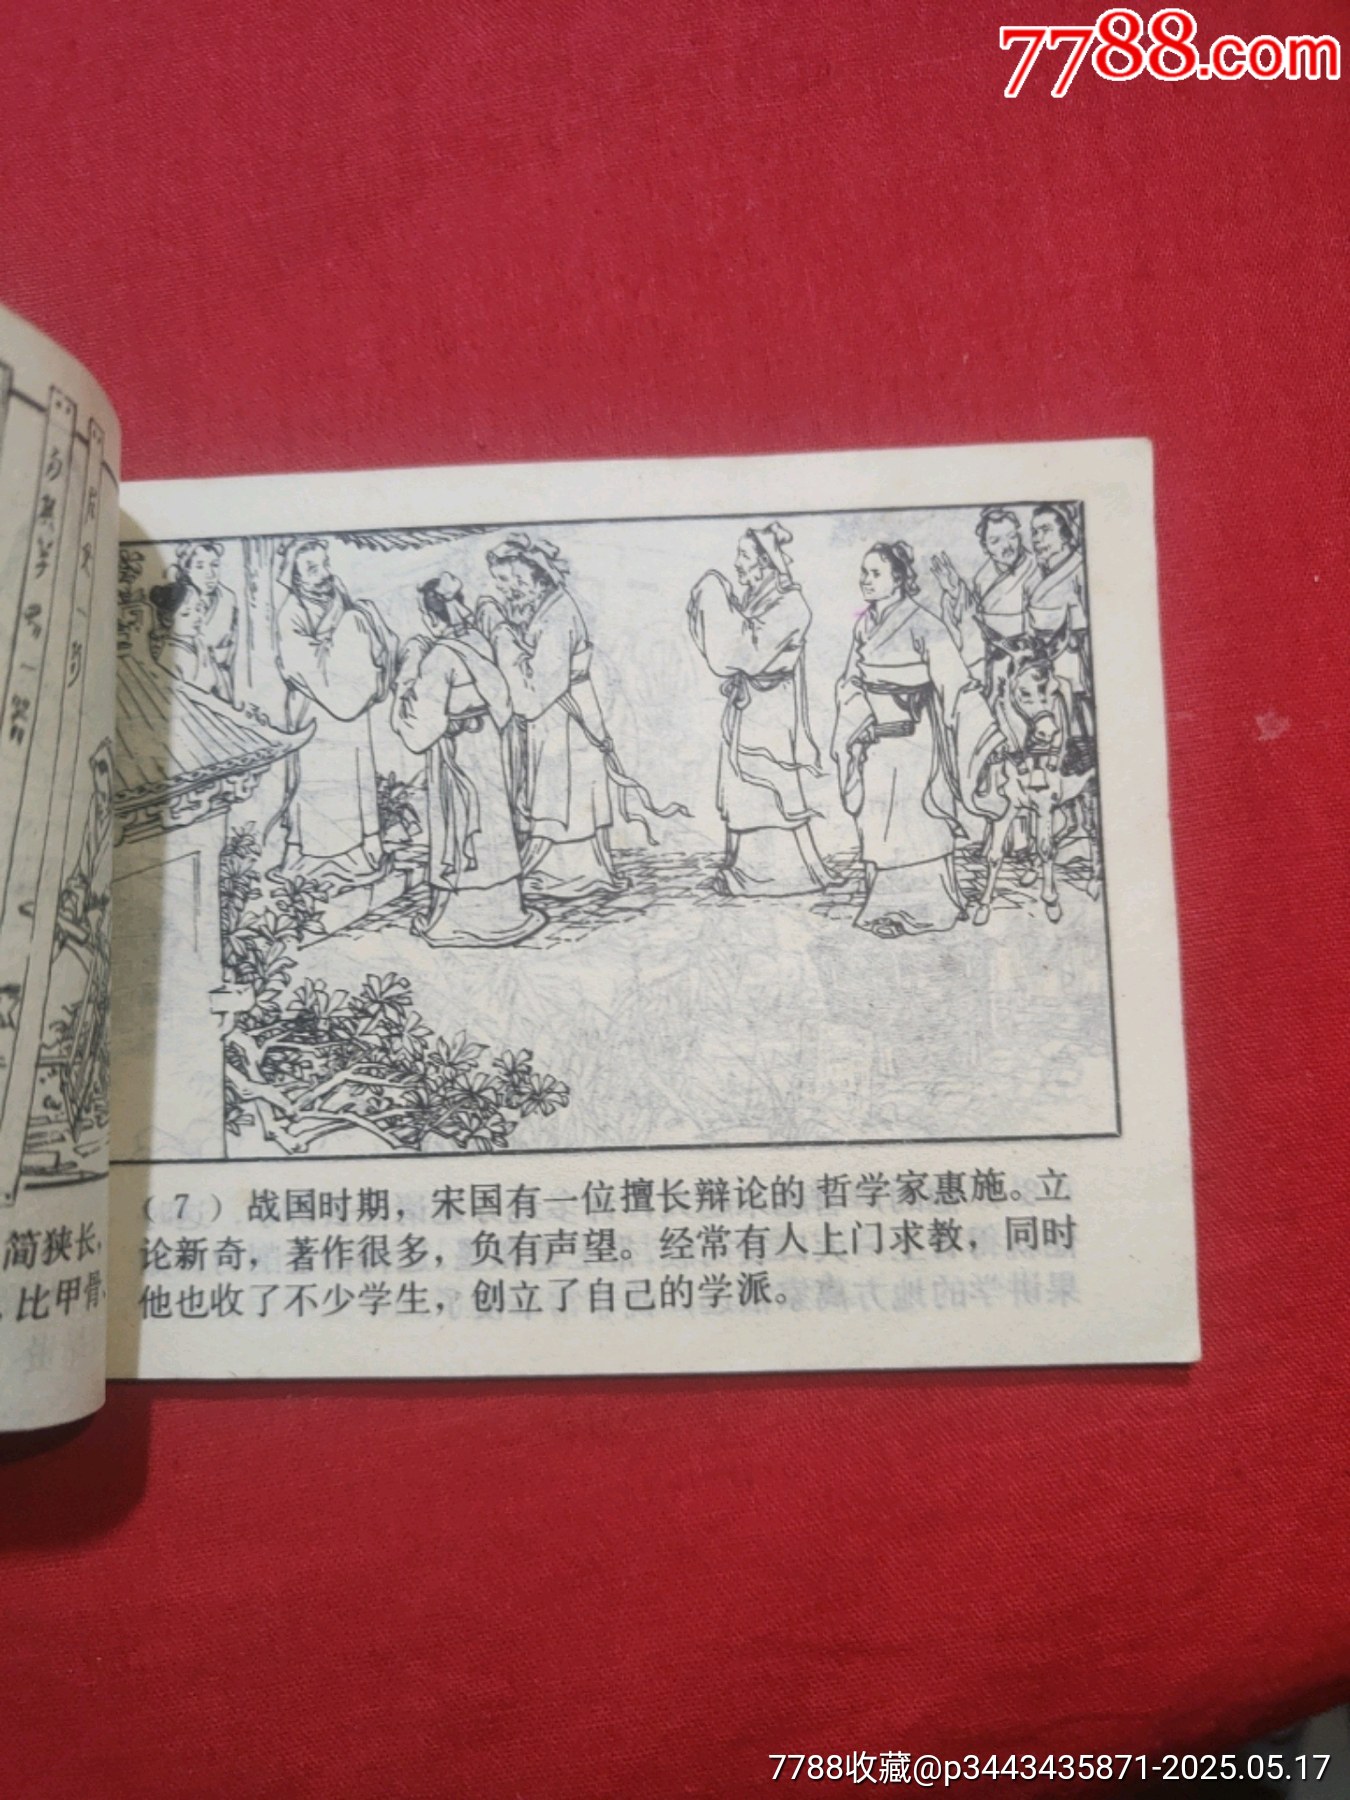 7788.com
简狭长,
比甲骨、
(7) 战国时期，宋国有一位擅长辩论的哲学家惠施。立
论新奇，著作很多，负有声望。经常有人上门求教，同时
他也收了不少学生，创立了自己的学派。
7788收藏@p3443435871-2025.05.17